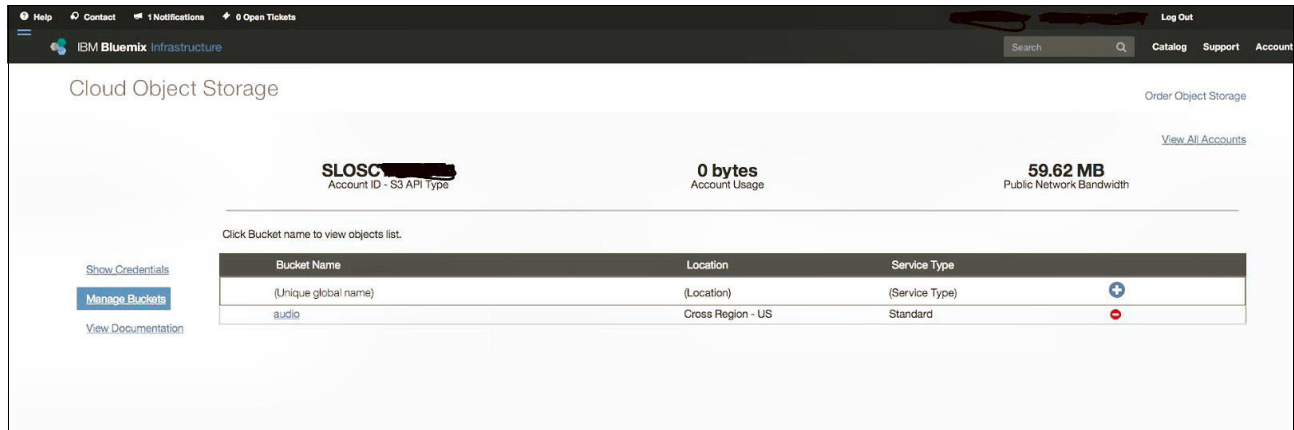 Help Contact 1 Notifications 0 Open Tickets Log Out
IBM Bluemix Infrastructure Search Catalog Support Account
Cloud Object Storage
Order Object Storage
View All Accounts
SLOSC 0 bytes 59.62 MB
Account ID - S3 API Type Account Usage Public Network Bandwidth
Click Bucket name to view objects list.
Show Credentials
Manage Buckets
View Documentation
Bucket Name Location Service Type
(Unique global name) (Location) (Service Type)
audio Cross Region - US Standard